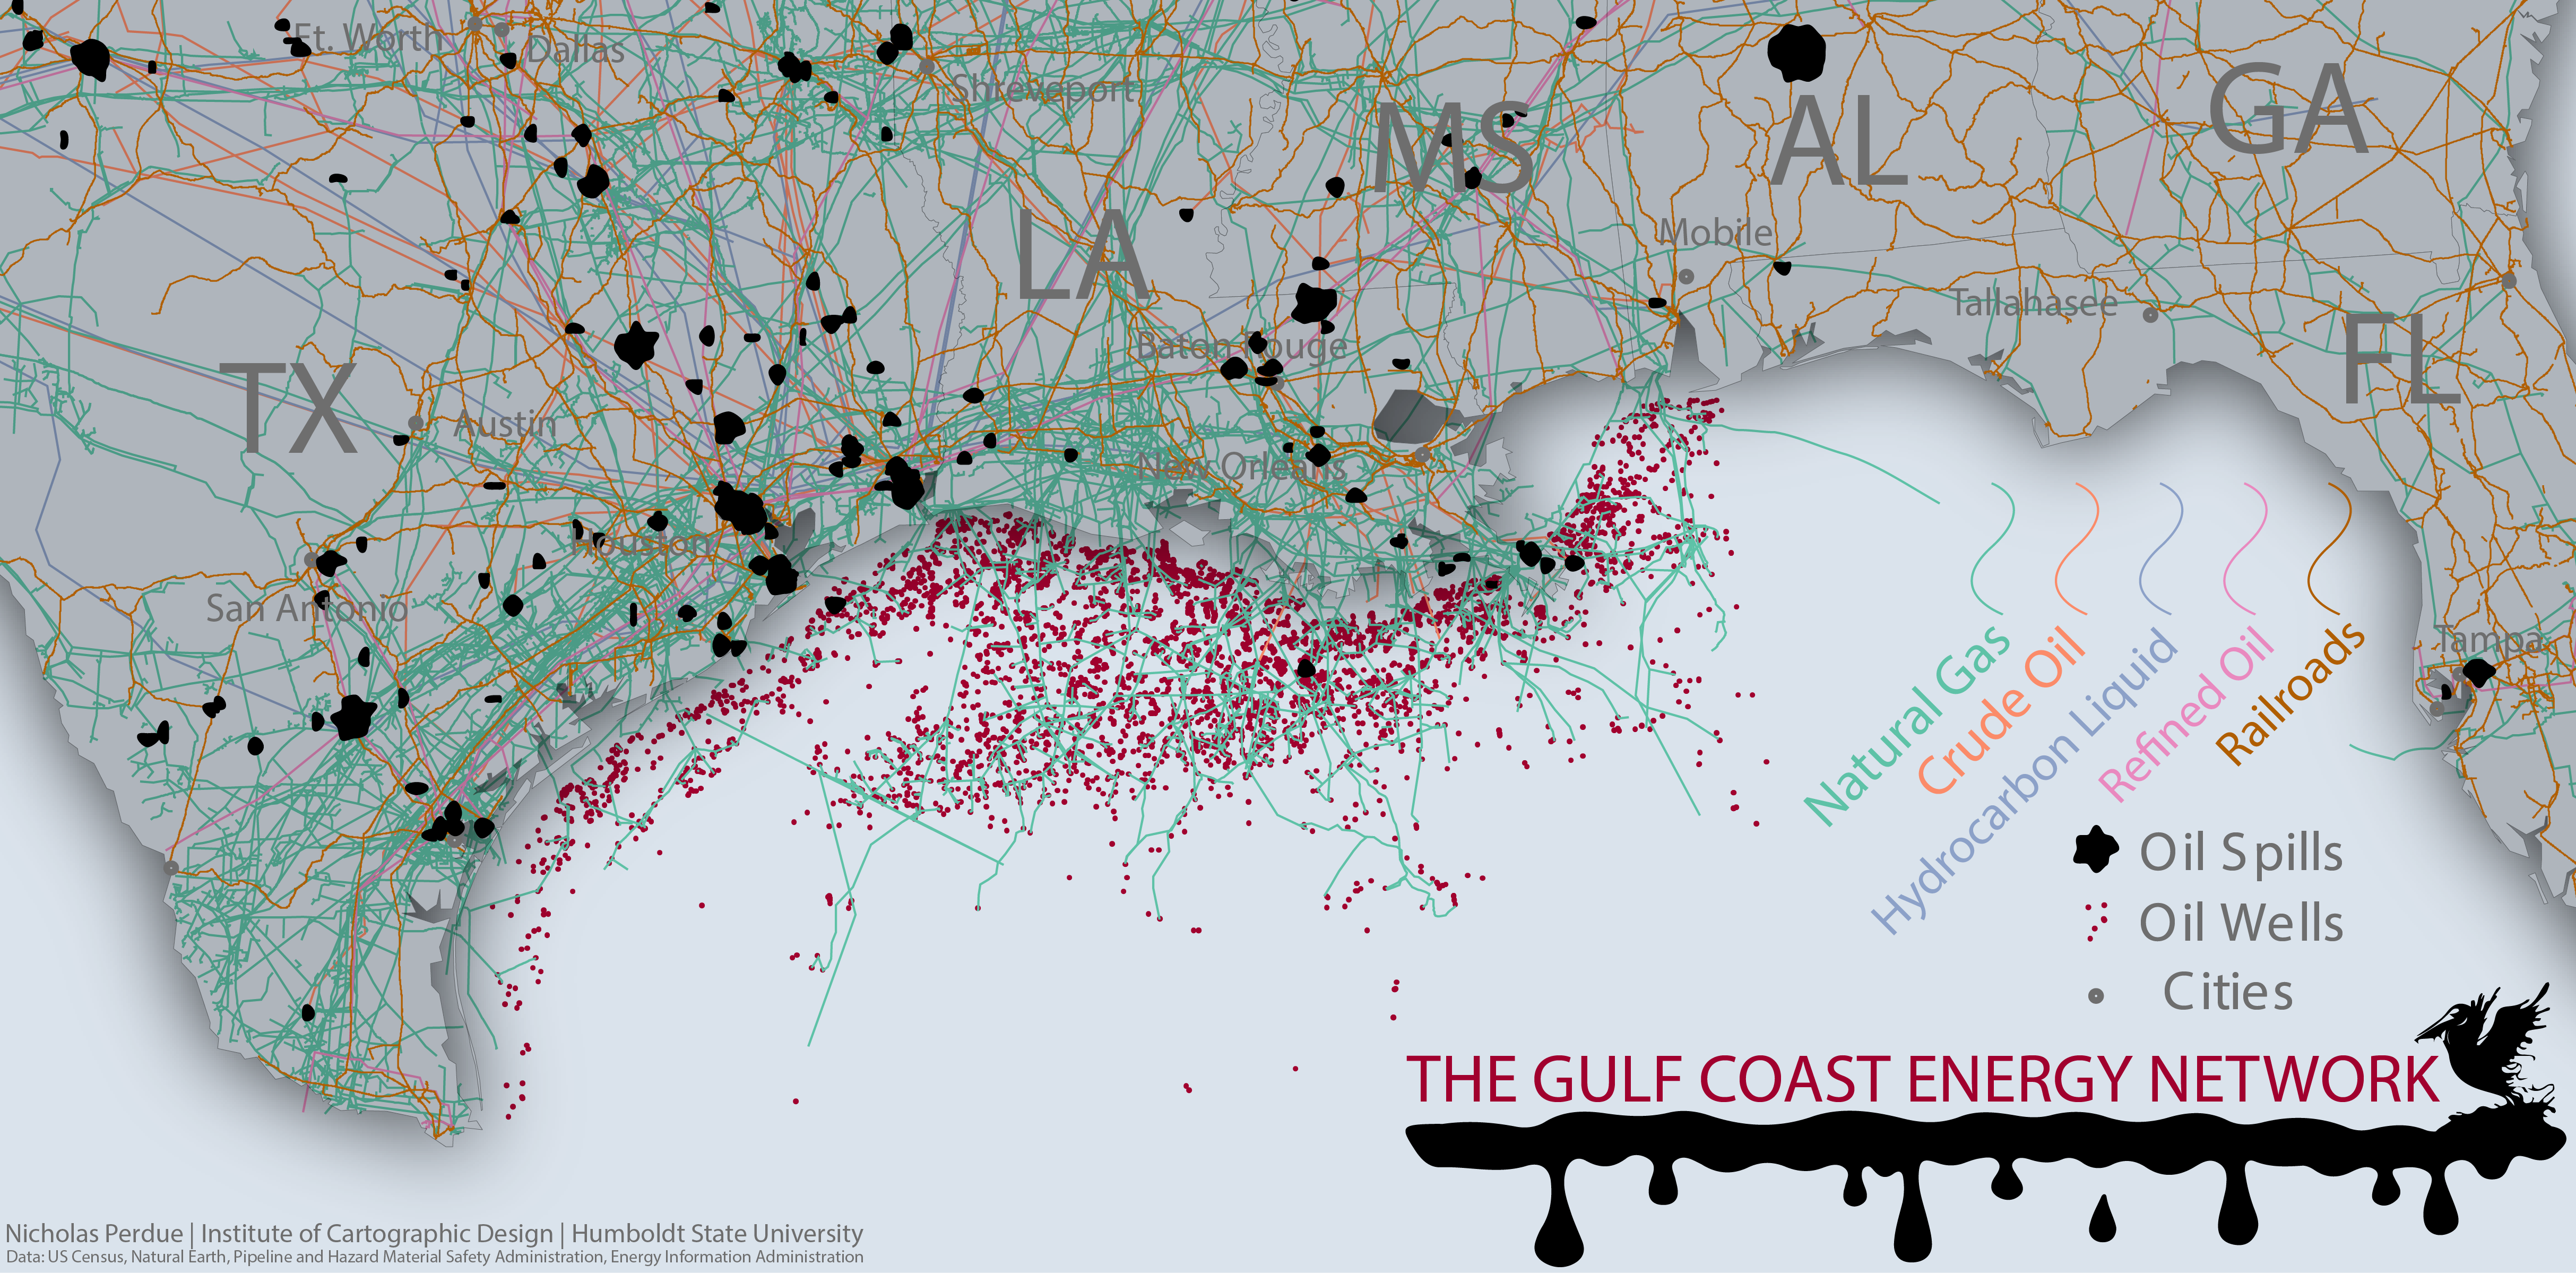 Ft. Worth
Dallas
Shreveport
MS
AL
GA
LA
Mobile
Tallahasee
TX
Baton Rouge
FL
Austin
New Orleans
Houston
San Antonio
Tampa
Natural Gas
Crude Oil
Hydrocarbon Liquid
Refined Oil
Railroads
Oil Spills
Oil Wells
Cities
THE GULF COAST ENERGY NETWORK
Nicholas Perdue | Institute of Cartographic Design | Humboldt State University
Data: US Census, Natural Earth, Pipeline and Hazard Material Safety Administration, Energy Information Administration